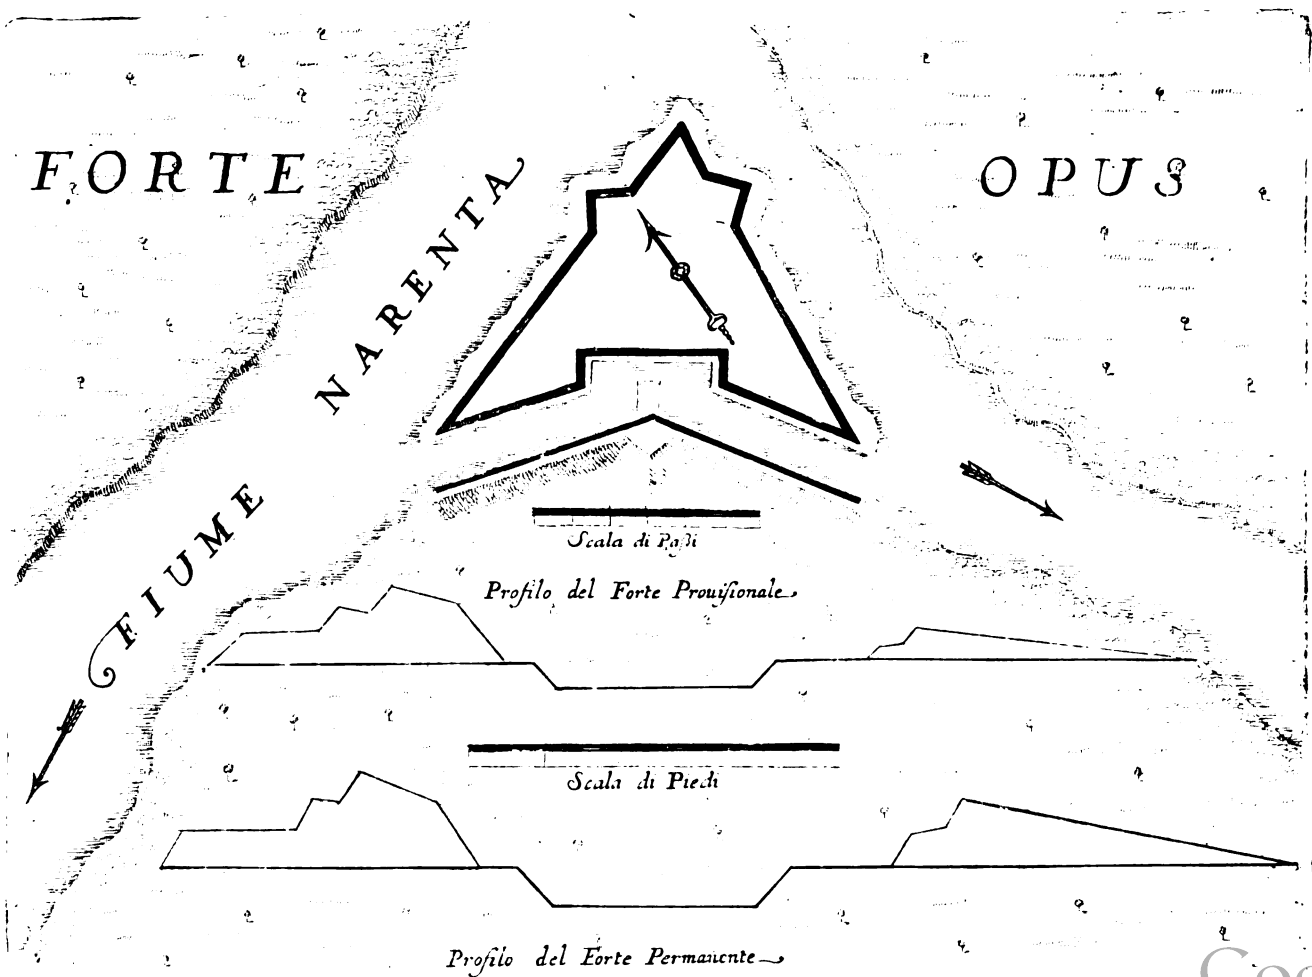 FORTE OPUS
FIUME NARENTA
Scala di Paſsi
Profilo del Forte Prouiſionale
Scala di Piedi
Profilo del Forte Permanente